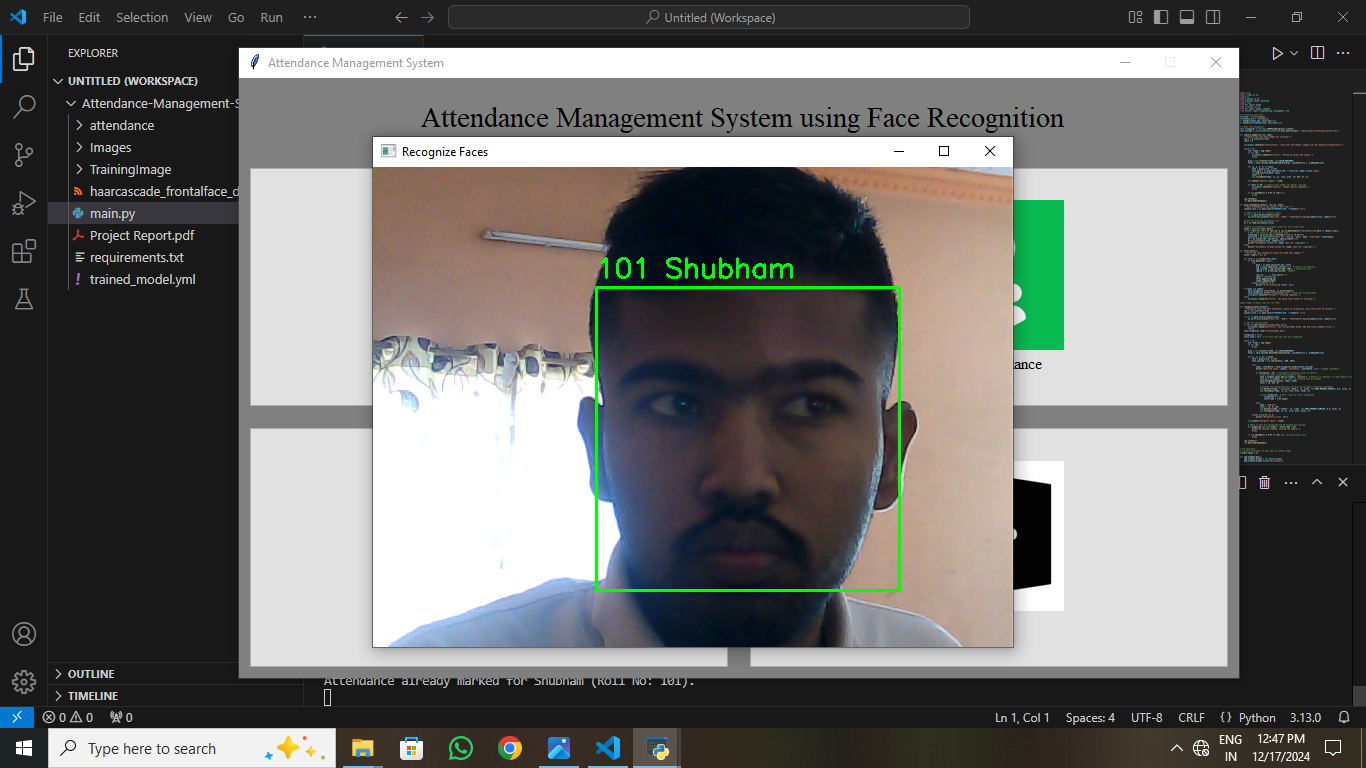 File Edit Selection View Go Run ··· Untitled (Workspace)
EXPLORER
UNTITLED (WORKSPACE)
Attendance-Management-S
attendance
Images
TrainingImage
haarcascade_frontalface_d
main.py
Project Report.pdf
requirements.txt
trained_model.yml
OUTLINE
TIMELINE
Attendance Management System
Attendance Management System using Face Recognition
Recognize Faces
101 Shubham
ance
Attendance already marked for Shubham (Roll No: 101).
0 0 0 Ln 1, Col 1 Spaces: 4 UTF-8 CRLF {} Python 3.13.0
Type here to search
ENG
IN
12:47 PM
12/17/2024